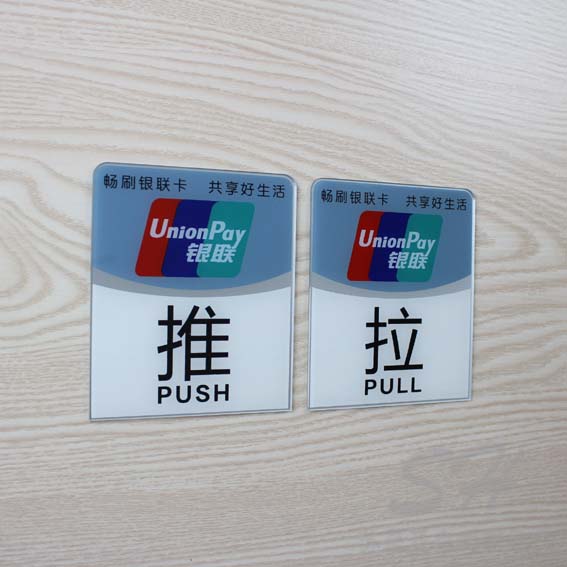 畅刷银联卡 共享好生活
UnionPay
银联
推
PUSH
畅刷银联卡 共享好生活
UnionPay
银联
拉
PULL